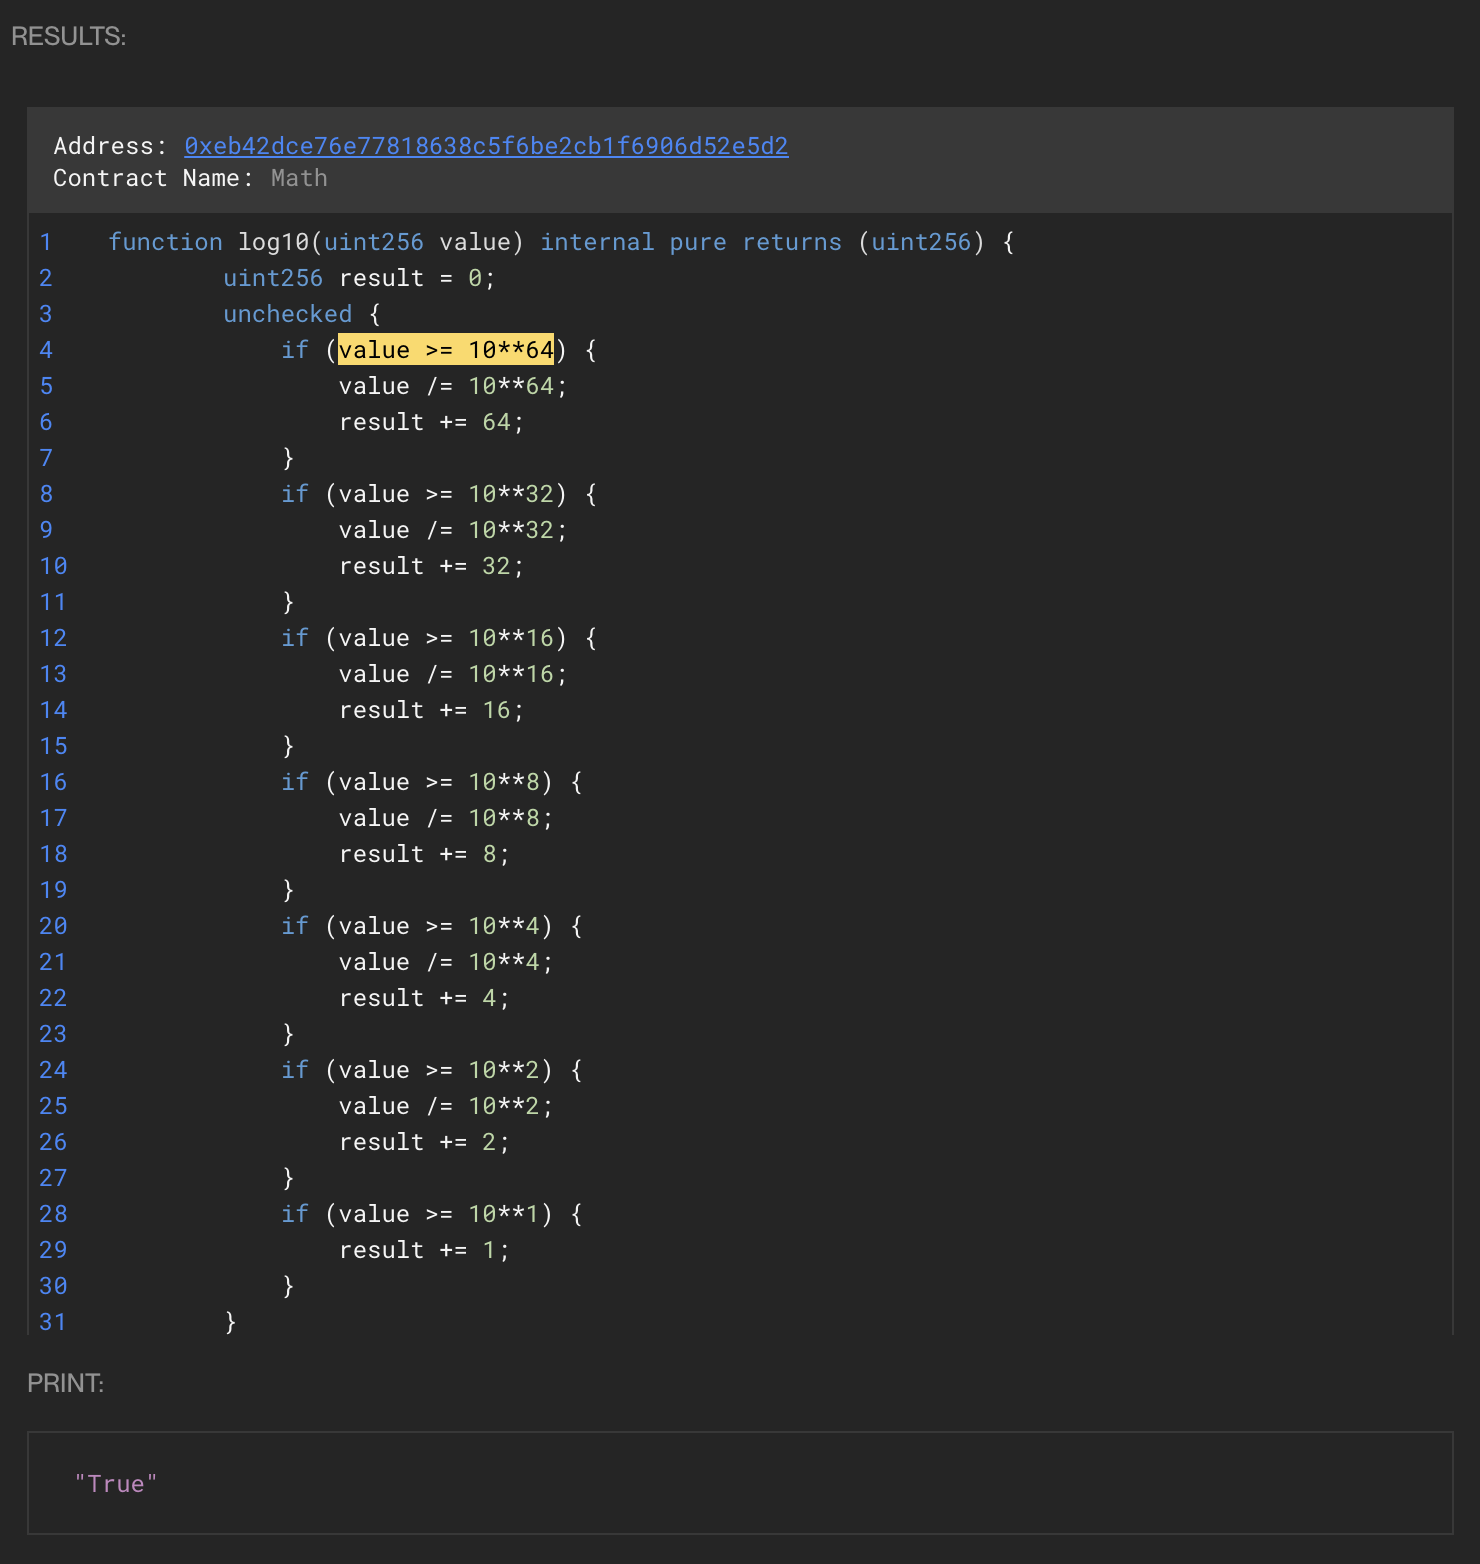 RESULTS:
Address: 0xeb42dce76e77818638c5f6be2cb1f6906d52e5d2
Contract Name: Math
1 function log10(uint256 value) internal pure returns (uint256) {
2 uint256 result = 0;
3 unchecked {
4 if (value >= 10**64) {
5 value /= 10**64;
6 result += 64;
7 }
8 if (value >= 10**32) {
9 value /= 10**32;
10 result += 32;
11 }
12 if (value >= 10**16) {
13 value /= 10**16;
14 result += 16;
15 }
16 if (value >= 10**8) {
17 value /= 10**8;
18 result += 8;
19 }
20 if (value >= 10**4) {
21 value /= 10**4;
22 result += 4;
23 }
24 if (value >= 10**2) {
25 value /= 10**2;
26 result += 2;
27 }
28 if (value >= 10**1) {
29 result += 1;
30 }
31 }
PRINT:
"True"